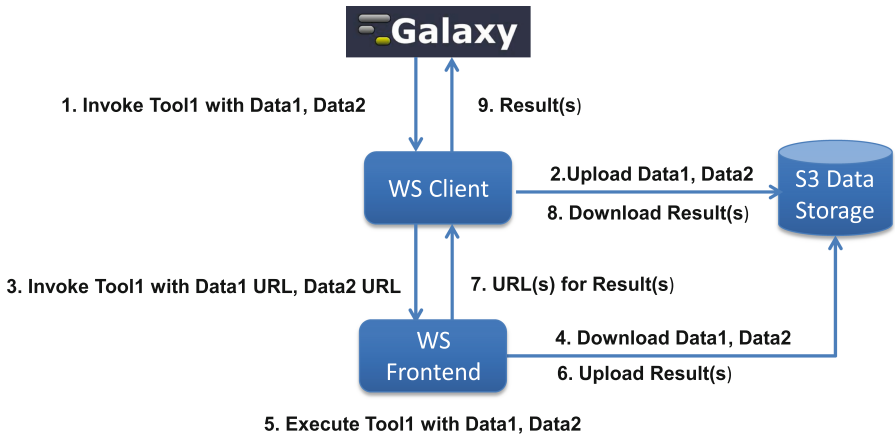 Galaxy
1. Invoke Tool1 with Data1, Data2
9. Result(s)
WS Client
2.Upload Data1, Data2
8. Download Result(s)
S3 Data
Storage
3. Invoke Tool1 with Data1 URL, Data2 URL
7. URL(s) for Result(s)
WS
Frontend
4. Download Data1, Data2
6. Upload Result(s)
5. Execute Tool1 with Data1, Data2